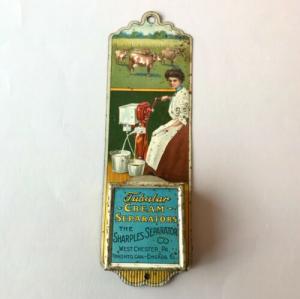 Tubular
CREAM
SEPARATORS
THE
SHARPLES SEPARATOR
CO
WEST CHESTER, PA.
TORONTO, CAN - CHICAGO, ILL.